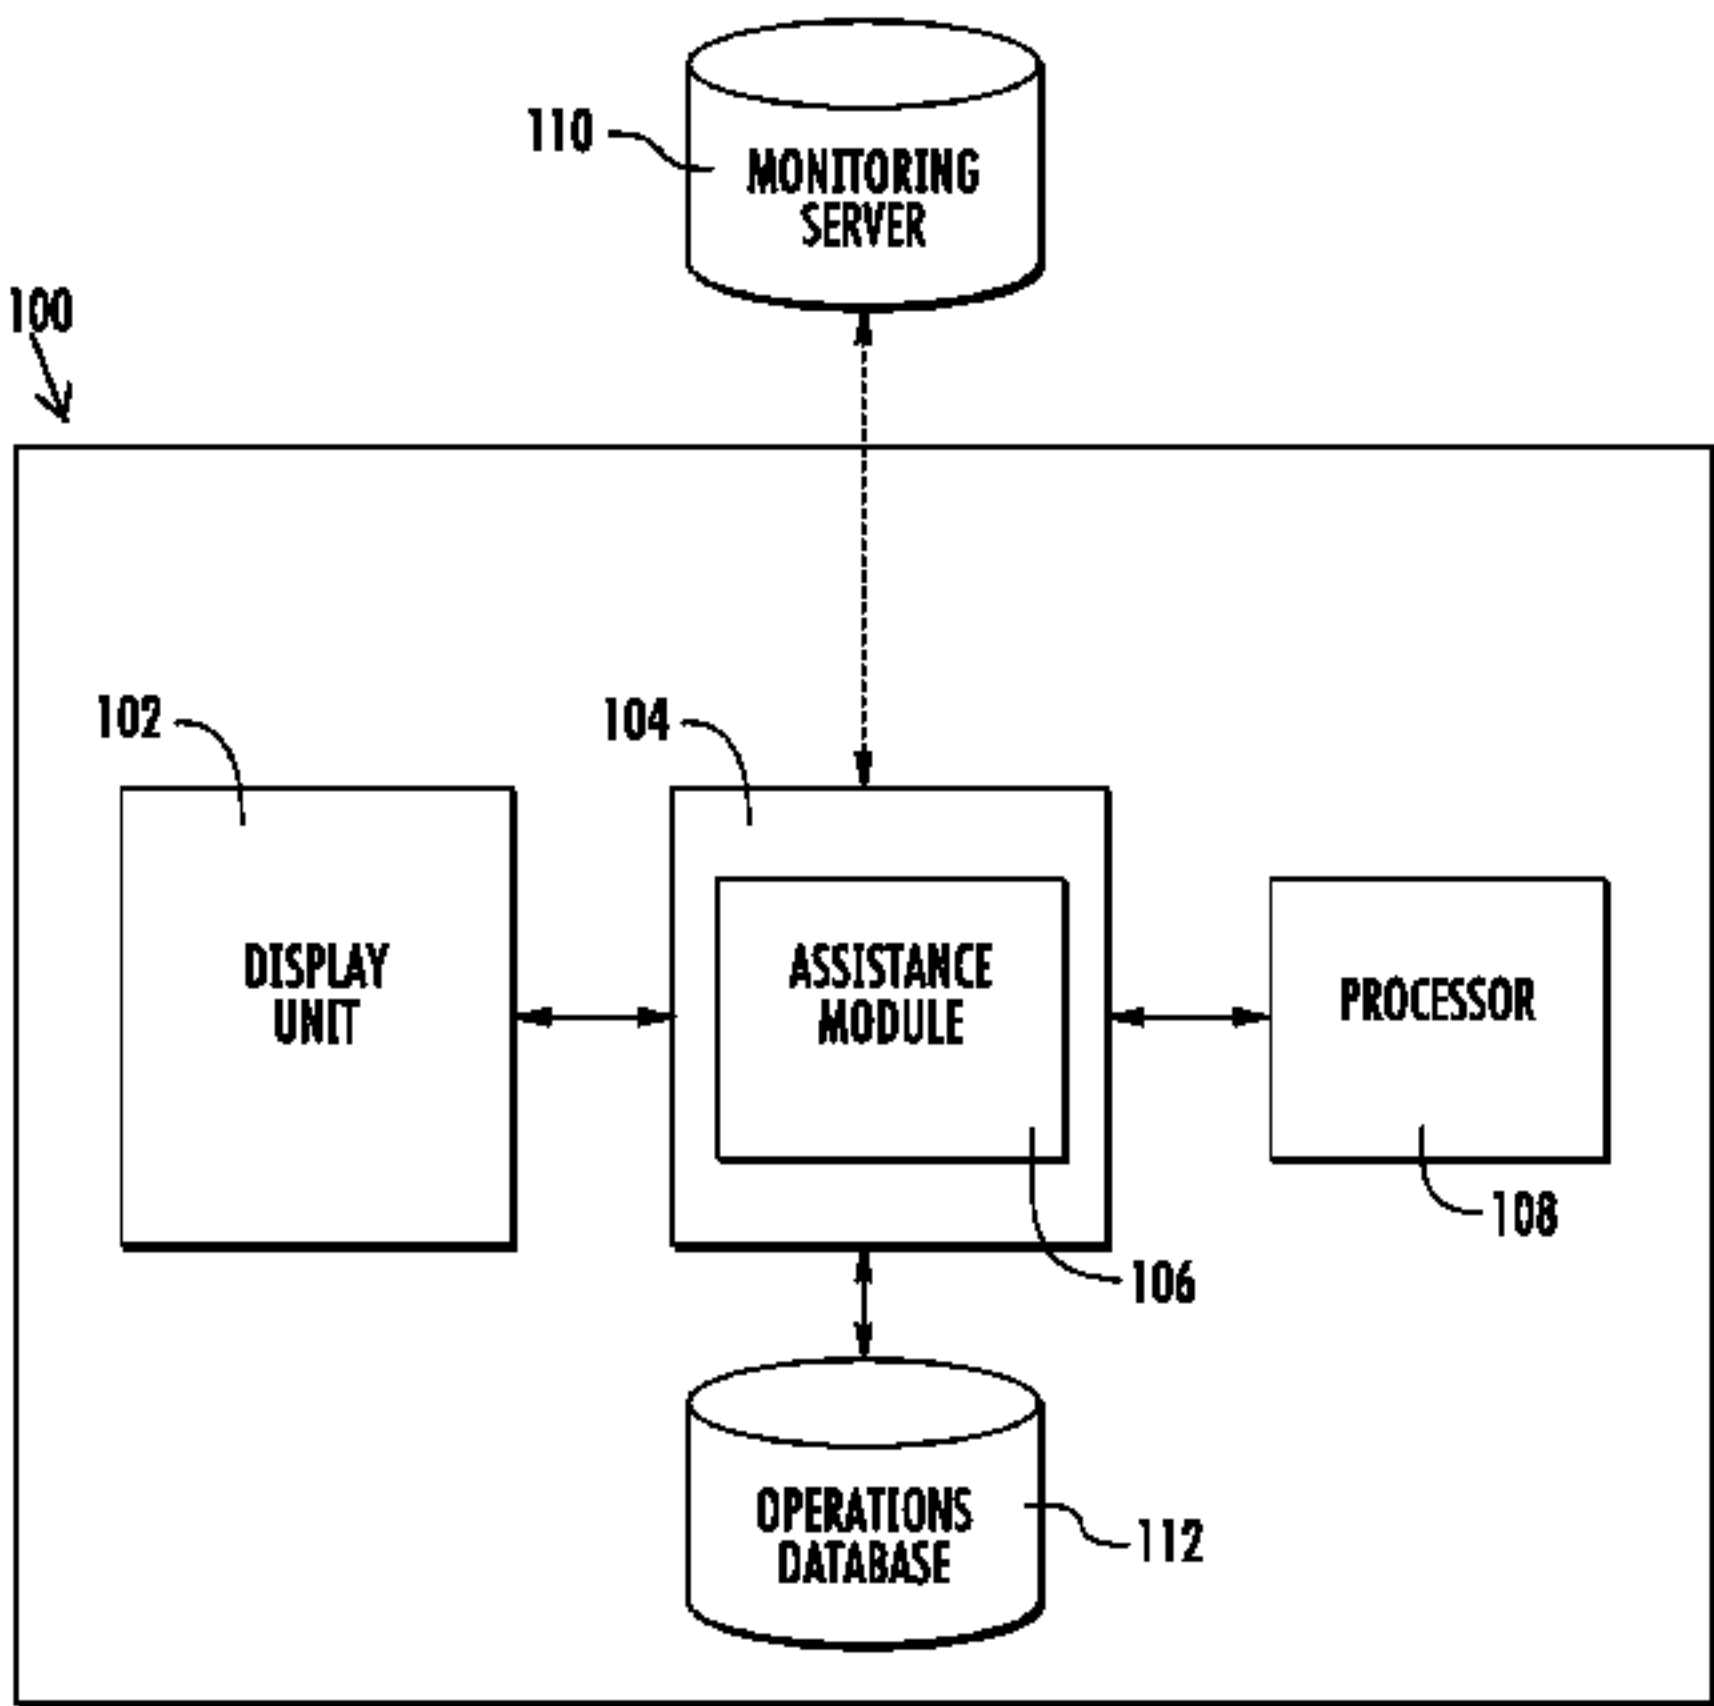 110
MONITORING
SERVER
100
102
104
DISPLAY
UNIT
ASSISTANCE
MODULE
PROCESSOR
108
106
OPERATIONS
DATABASE
112